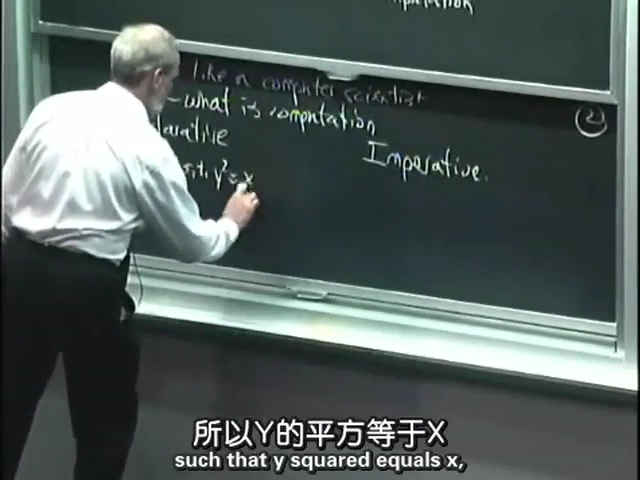 like a computer scientist
- what is computation
②
Imperative.
s.t. y² = x
所以Y的平方等于X
such that y squared equals x,